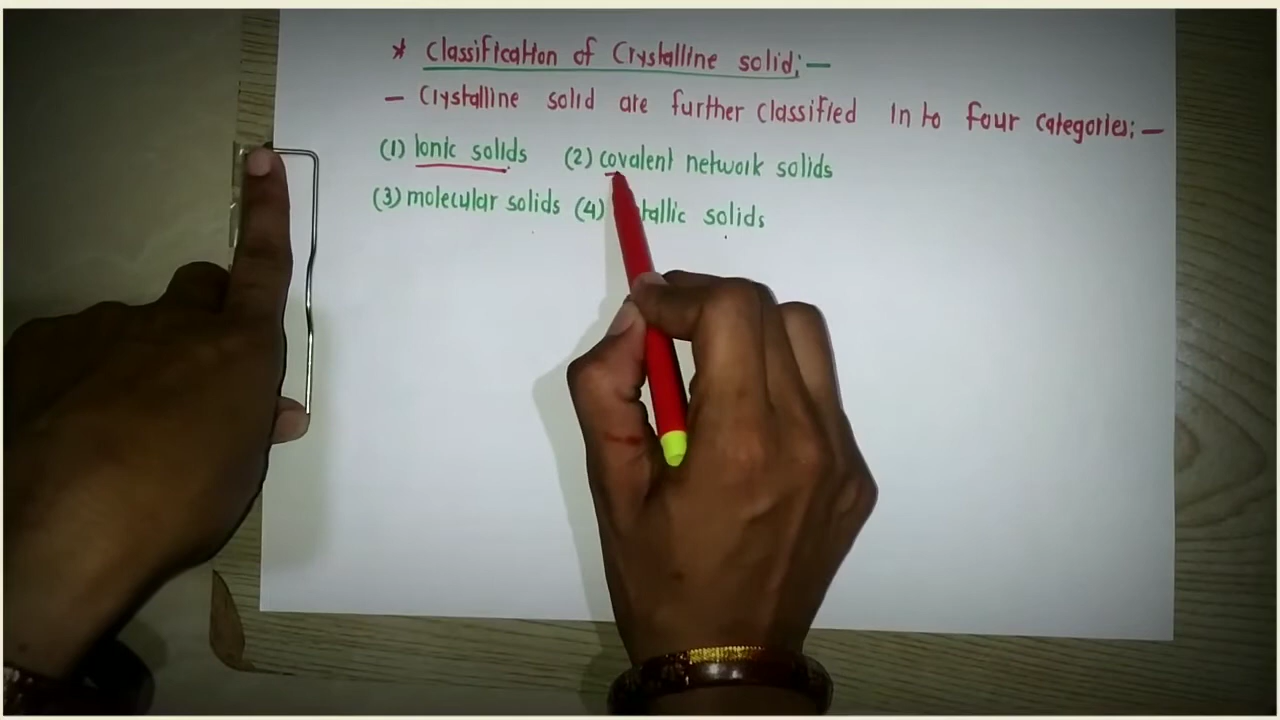 * Classification of Crystalline solid;-
- Crystalline solid are further classified in to four categories;-
(1) Ionic solids (2) covalent network solids
(3) molecular solids (4) solids